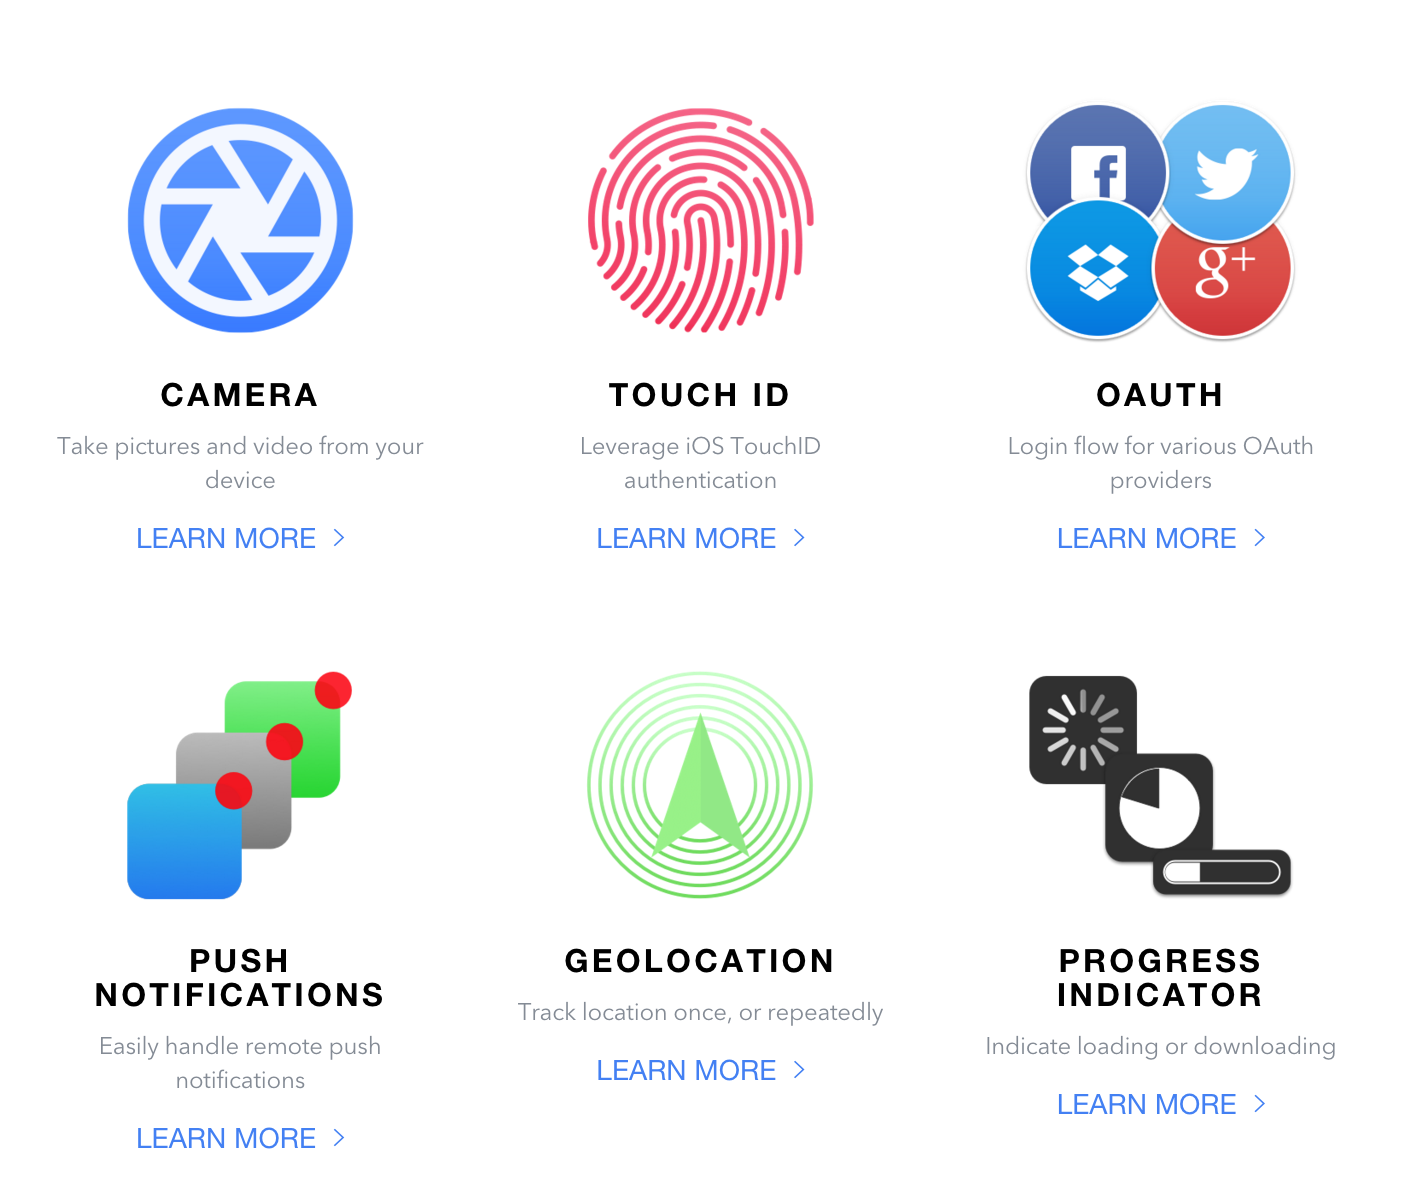 CAMERA
Take pictures and video from your
device
LEARN MORE
TOUCH ID
Leverage iOS TouchID
authentication
LEARN MORE
f
g+
OAUTH
Login flow for various OAuth
providers
LEARN MORE
PUSH
NOTIFICATIONS
Easily handle remote push
notifications
LEARN MORE
GEOLOCATION
Track location once, or repeatedly
LEARN MORE
PROGRESS
INDICATOR
Indicate loading or downloading
LEARN MORE